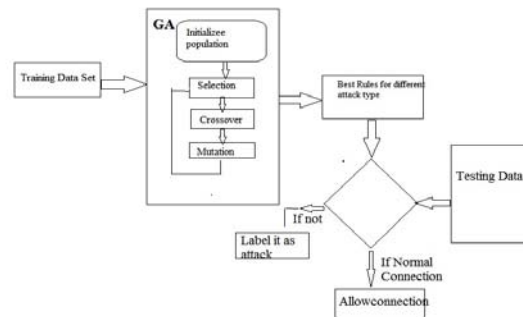 GA
Initializee
population
Training Data Set
Selection
Crossover
Mutation
Best Rules for different
attack type
Testing Data
If not
Label it as
attack
If Normal
Connection
Allowconnection